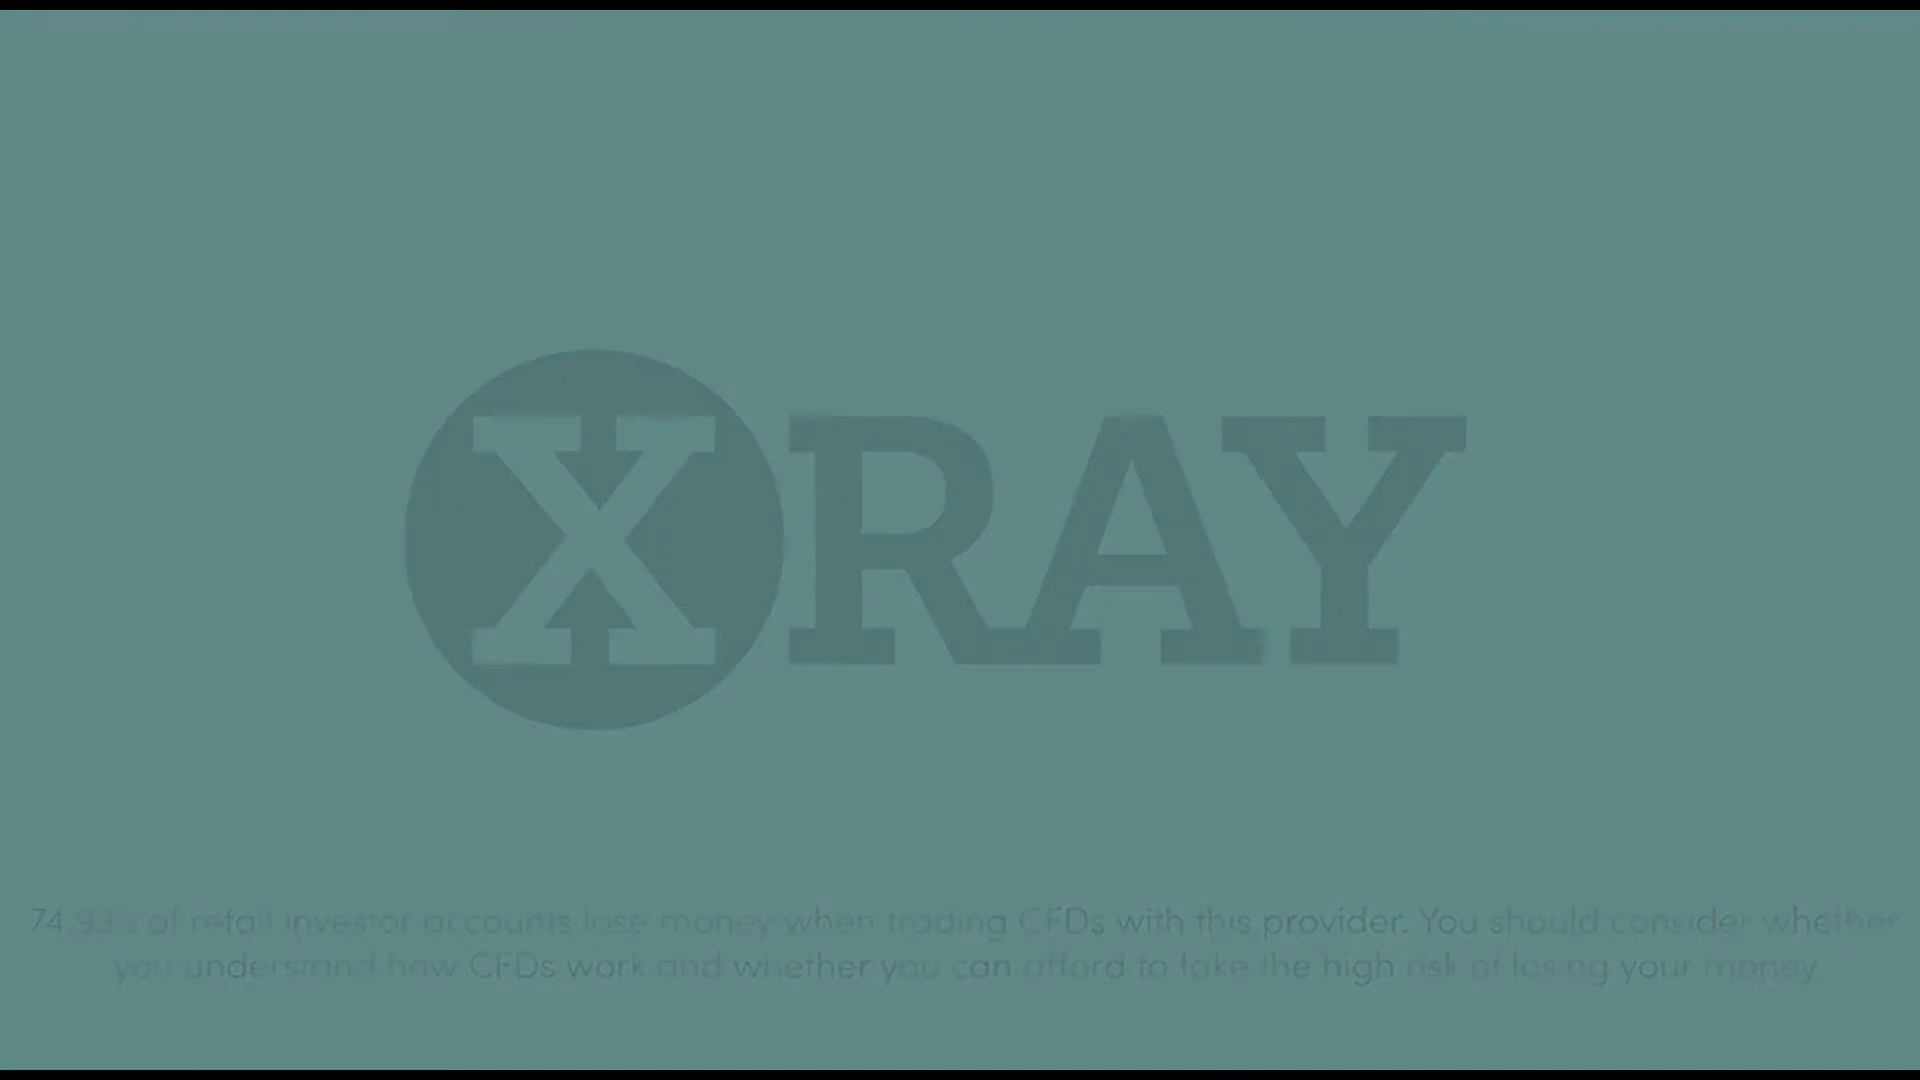 XRAY
74.93% of retail investor accounts lose money when trading CFDs with this provider. You should consider whether
you understand how CFDs work and whether you can afford to take the high risk of losing your money